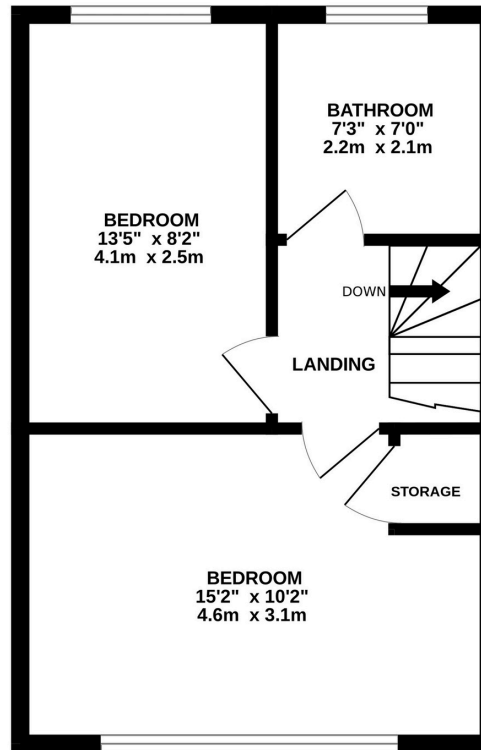 BATHROOM
7'3" x 7'0"
2.2m x 2.1m
BEDROOM
13'5" x 8'2"
4.1m x 2.5m
DOWN
LANDING
STORAGE
BEDROOM
15'2" x 10'2"
4.6m x 3.1m